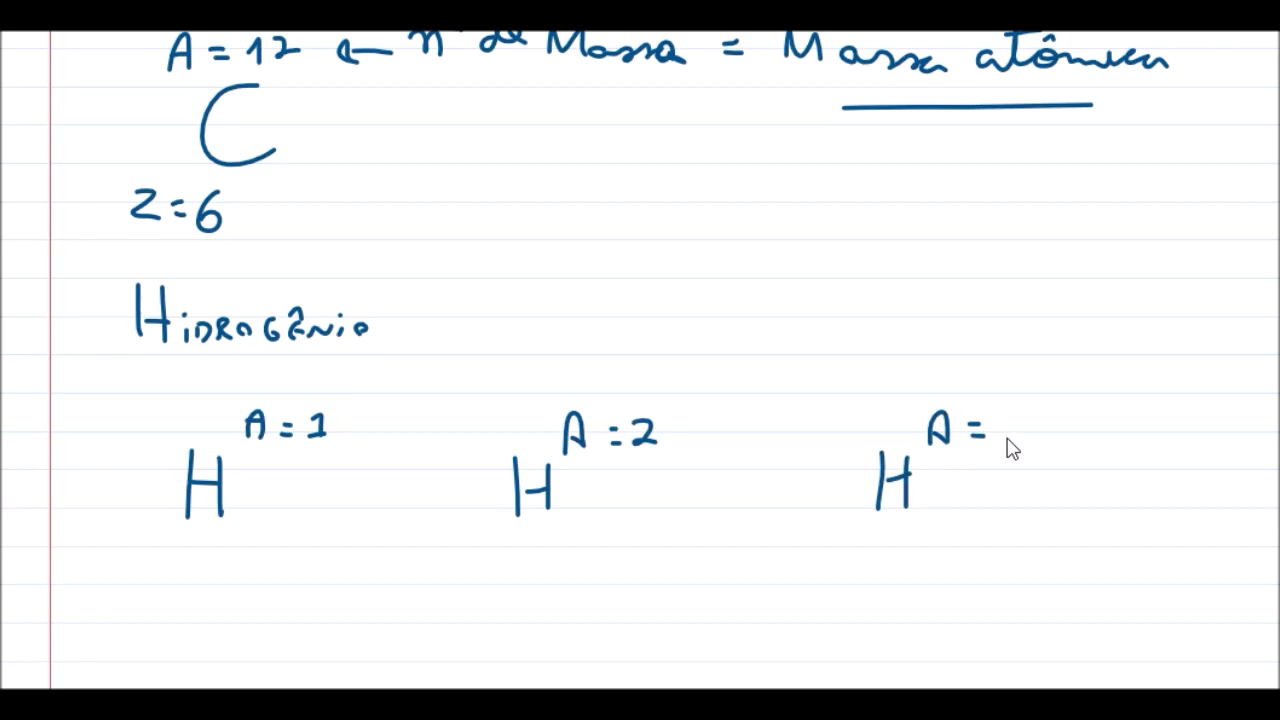 A = 12 ← nº de Massa = Massa atômica
C
Z = 6
Hidrogênio
H A = 1 H A = 2 H A =